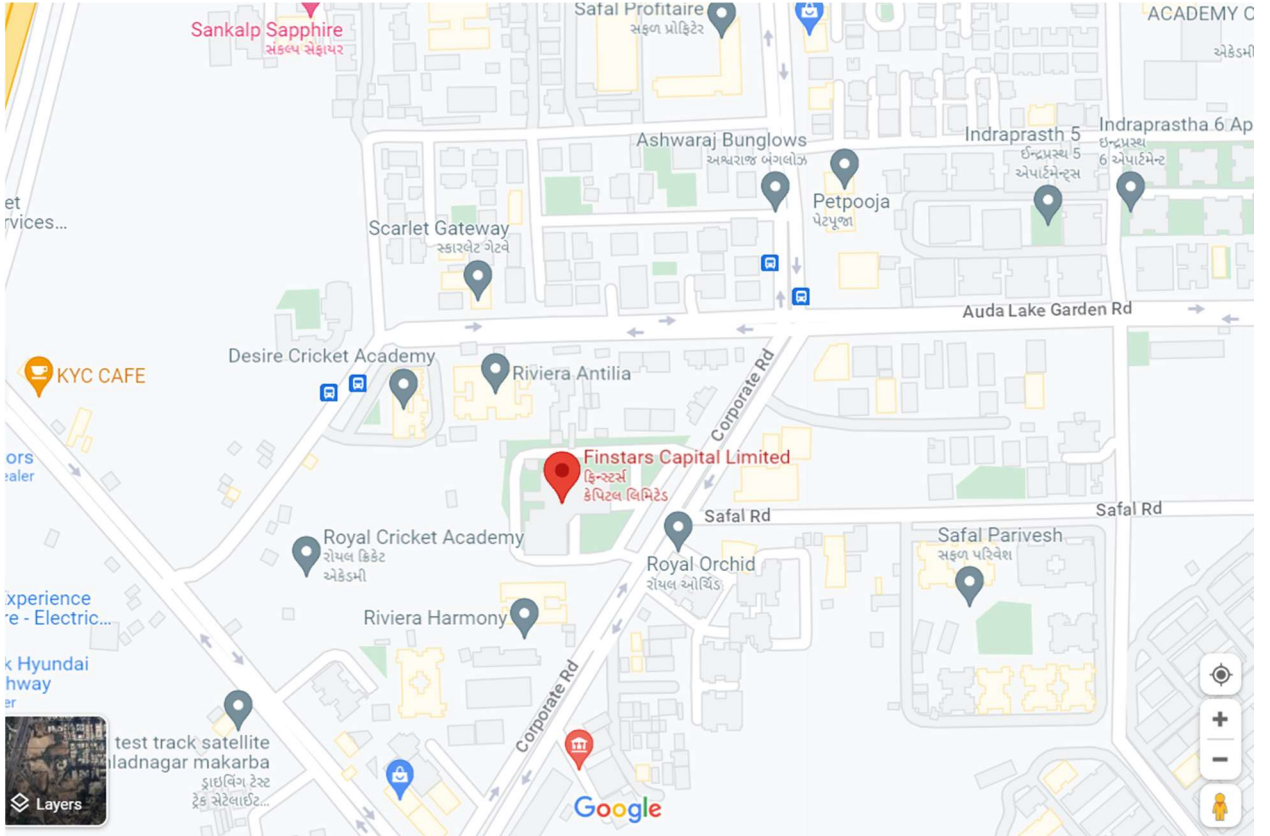 Safal Profitaire
સફળ પ્રોફિટેર
ACADEMY C
એકેડમી
Sankalp Sapphire
સંકલ્પ સેફાયર
Ashwaraj Bunglows
અશ્વરાજ બંગલોઝ
Indraprasth 5
ઈન્દ્રપ્રસ્થ 5
એપાર્ટમેન્ટ્સ
Indraprastha 6 Ap
ઇન્દ્રપ્રસ્થ
6 એપાર્ટમેન્ટ
Petpooja
પેટપૂજા
et
rvices...
Scarlet Gateway
સ્કારલેટ ગેટવે
Auda Lake Garden Rd
Desire Cricket Academy
Riviera Antilia
KYC CAFE
Corporate Rd
ors
ealer
Finstars Capital Limited
ફિન્સ્ટર્સ
કેપિટલ લિમિટેડ
Safal Rd
Safal Rd
Royal Cricket Academy
રોયલ ક્રિકેટ
એકેડમી
Royal Orchid
રૉયલ ઓર્ચિડ
Safal Parivesh
સફળ પરિવેશ
xperience
re - Electric...
Riviera Harmony
k Hyundai
hway
er
Corporate Rd
test track satellite
hladnagar makarba
ડ્રાઇવિંગ ટેસ્ટ
ટ્રેક સેટેલાઈટ...
Layers
Google